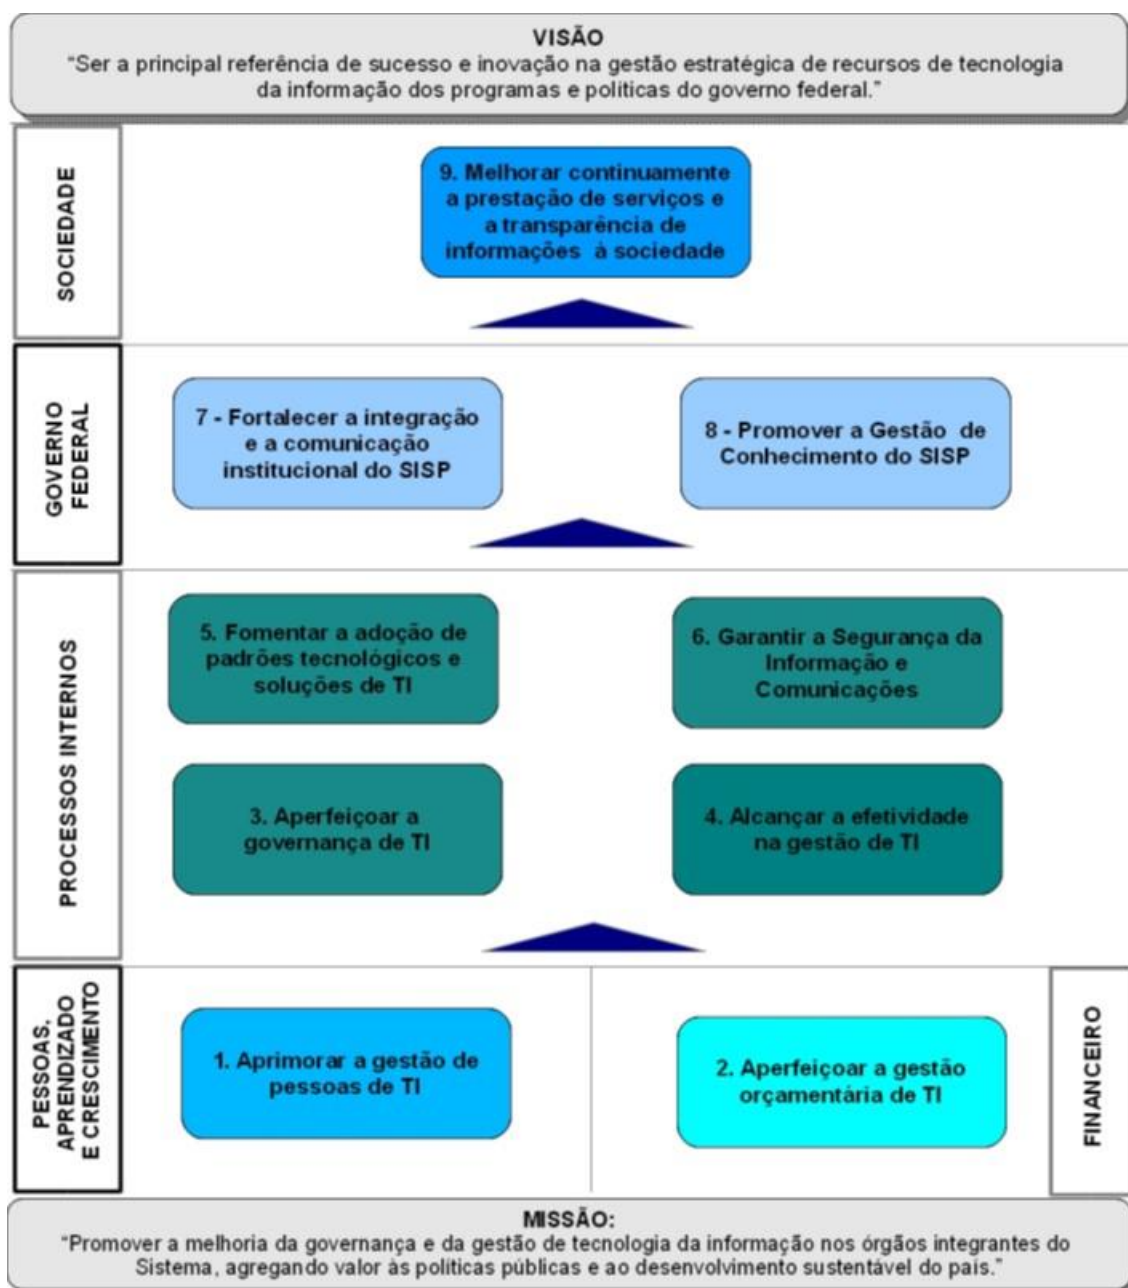 VISÃO
"Ser a principal referência de sucesso e inovação na gestão estratégica de recursos de tecnologia
da informação dos programas e políticas do governo federal."
SOCIEDADE
9. Melhorar continuamente
a prestação de serviços e
a transparência de
informações à sociedade
GOVERNO
FEDERAL
7 - Fortalecer a integração
e a comunicação
institucional do SISP
8 - Promover a Gestão de
Conhecimento do SISP
PROCESSOS INTERNOS
5. Fomentar a adoção de
padrões tecnológicos e
soluções de TI
6. Garantir a Segurança da
Informação e
Comunicações
3. Aperfeiçoar a
governança de TI
4. Alcançar a efetividade
na gestão de TI
PESSOAS,
APRENDIZADO
E CRESCIMENTO
1. Aprimorar a gestão de
pessoas de TI
2. Aperfeiçoar a gestão
orçamentária de TI
FINANCEIRO
MISSÃO:
"Promover a melhoria da governança e da gestão de tecnologia da informação nos órgãos integrantes do
Sistema, agregando valor às políticas públicas e ao desenvolvimento sustentável do país."